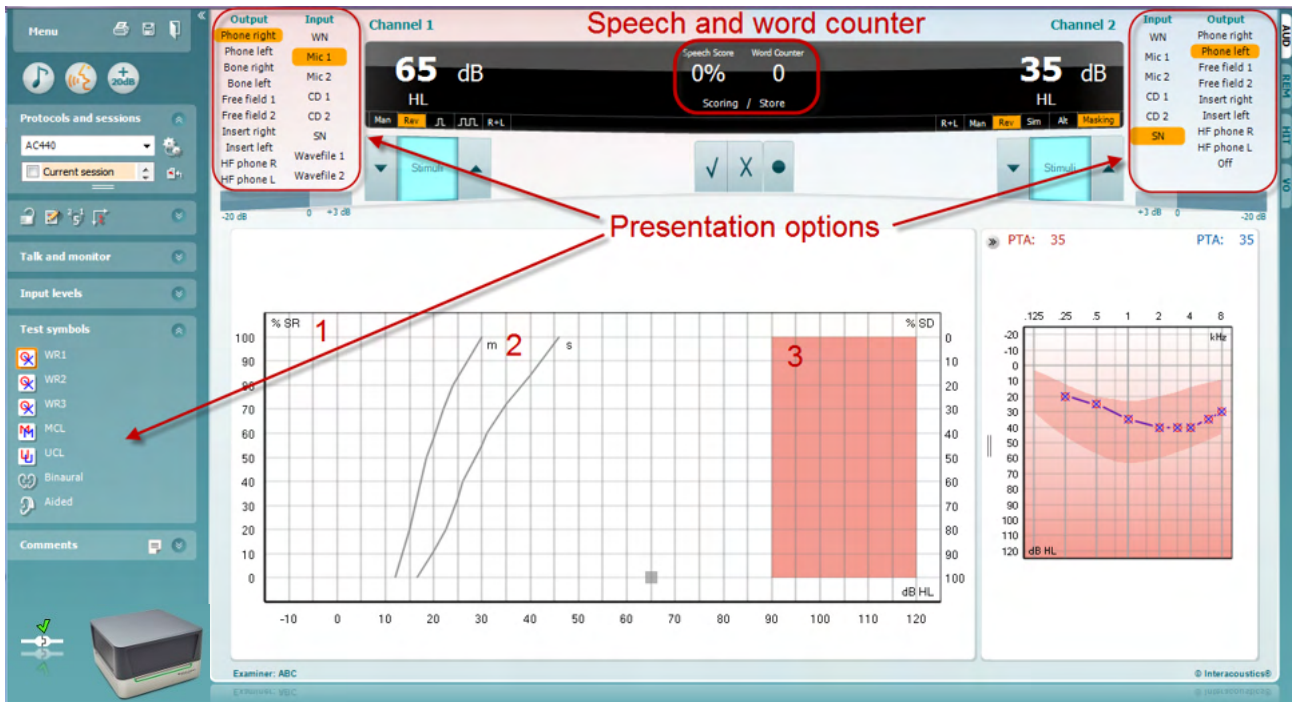 Menu
Protocols and sessions
AC440
Current session
Talk and monitor
Input levels
Test symbols
WR1
WR2
WR3
MCL
UCL
Binaural
Aided
Comments
+
20dB
Output Input
Phone right WN
Phone left Mic 1
Bone right Mic 2
Bone left CD 1
Free field 1 CD 2
Free field 2 SN
Insert right Wavefile 1
Insert left Wavefile 2
HF phone R
HF phone L
Channel 1
Speech and word counter
Channel 2
65 dB
HL
Speech Score Word Counter
0% 0
Scoring / Store
35 dB
HL
Man Rev R+L
R+L Man Rev Sim Alt Masking
Stimuli
Stimuli
-20 dB 0 +3 dB
+3 dB 0 -20 dB
Input Output
WN Phone right
Mic 1 Phone left
Mic 2 Free field 1
CD 1 Free field 2
CD 2 Insert right
SN Insert left
HF phone R
HF phone L
Off
AUD
REM
HIT
VO
Presentation options
% SR 1
m 2 s
3
% SD
100 0
90 10
80 20
70 30
60 40
50 50
40 60
30 70
20 80
10 90
0 100
dB HL
-10 0 10 20 30 40 50 60 70 80 90 100 110 120
PTA: 35
PTA: 35
.125 .25 .5 1 2 4 8
kHz
-20
-10
0
10
20
30
40
50
60
70
80
90
100
110
120
dB HL
Examiner: ABC
© Interacoustics®